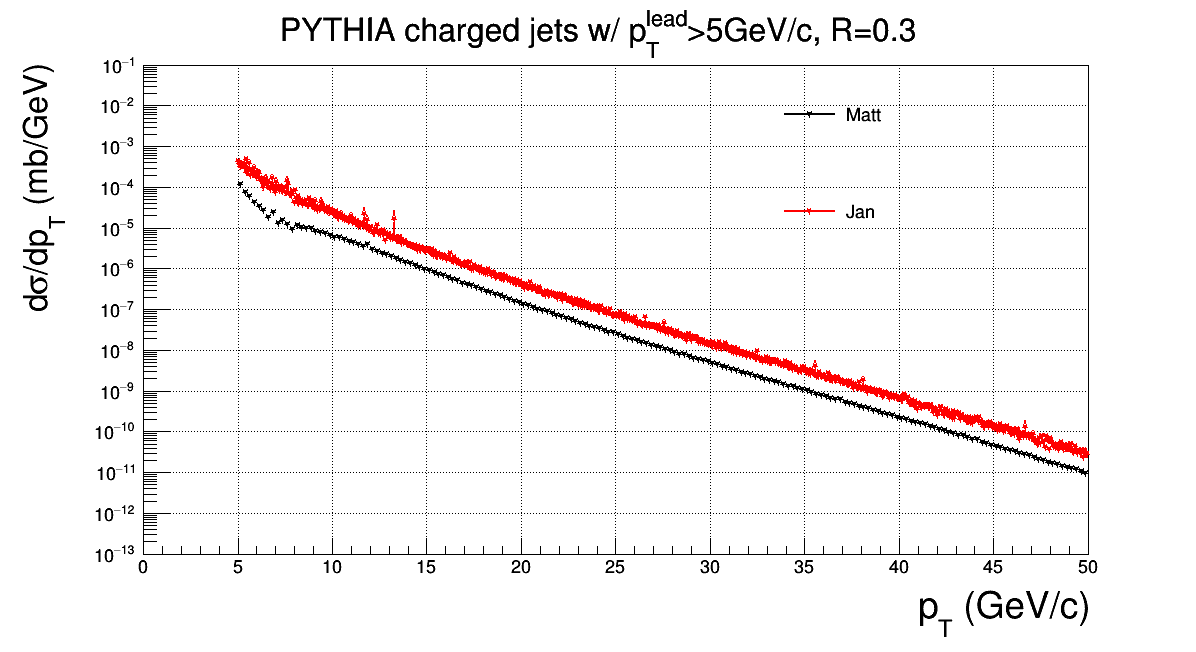 PYTHIA charged jets w/ p_T^lead>5GeV/c, R=0.3
dσ/dp_T (mb/GeV)
10^−1
10^−2
10^−3
10^−4
10^−5
10^−6
10^−7
10^−8
10^−9
10^−10
10^−11
10^−12
10^−13
Matt
Jan
0 5 10 15 20 25 30 35 40 45 50
p_T (GeV/c)